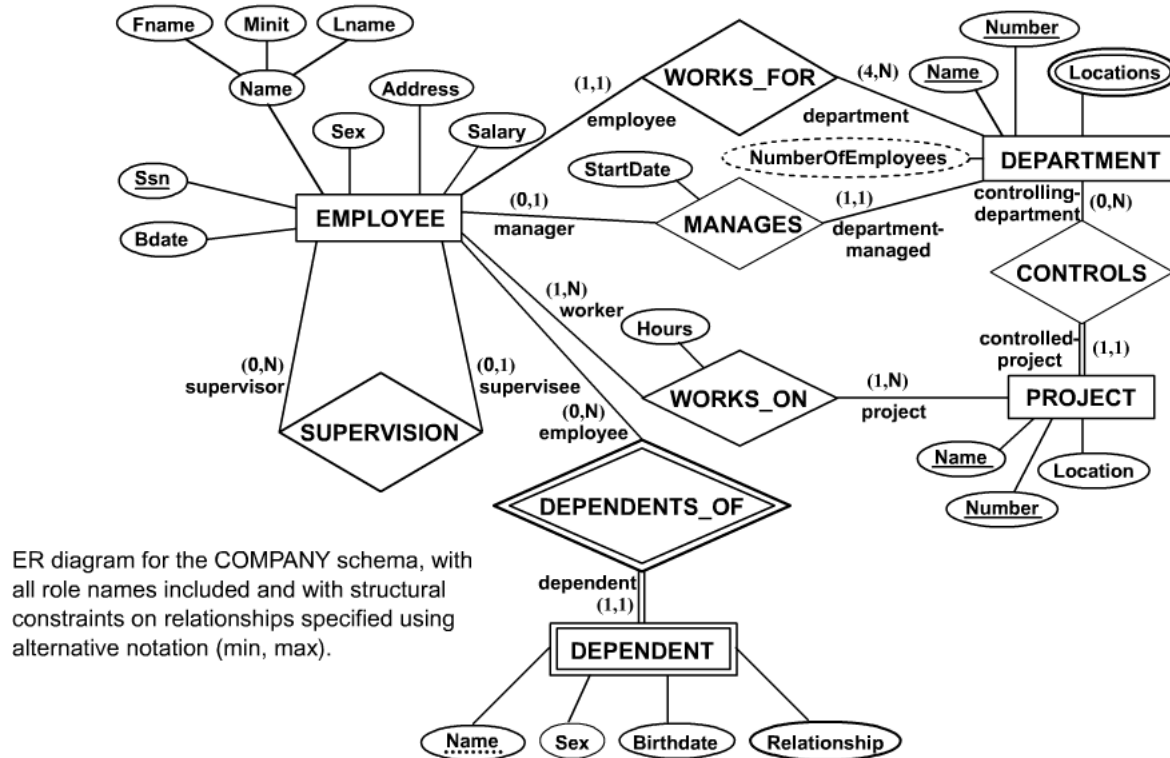 Fname
Minit
Lname
Name
Address
Sex
Salary
Ssn
Bdate
EMPLOYEE
(1,1)
employee
WORKS_FOR
(4,N)
department
Number
Name
Locations
NumberOfEmployees
DEPARTMENT
StartDate
(0,1)
manager
MANAGES
(1,1)
department-
managed
controlling-
department
(0,N)
CONTROLS
controlled-
project
(1,1)
(1,N)
worker
Hours
WORKS_ON
(1,N)
project
PROJECT
Name
Number
Location
(0,N)
supervisor
(0,1)
supervisee
SUPERVISION
(0,N)
employee
DEPENDENTS_OF
dependent
(1,1)
DEPENDENT
Name
Sex
Birthdate
Relationship
ER diagram for the COMPANY schema, with
all role names included and with structural
constraints on relationships specified using
alternative notation (min, max).